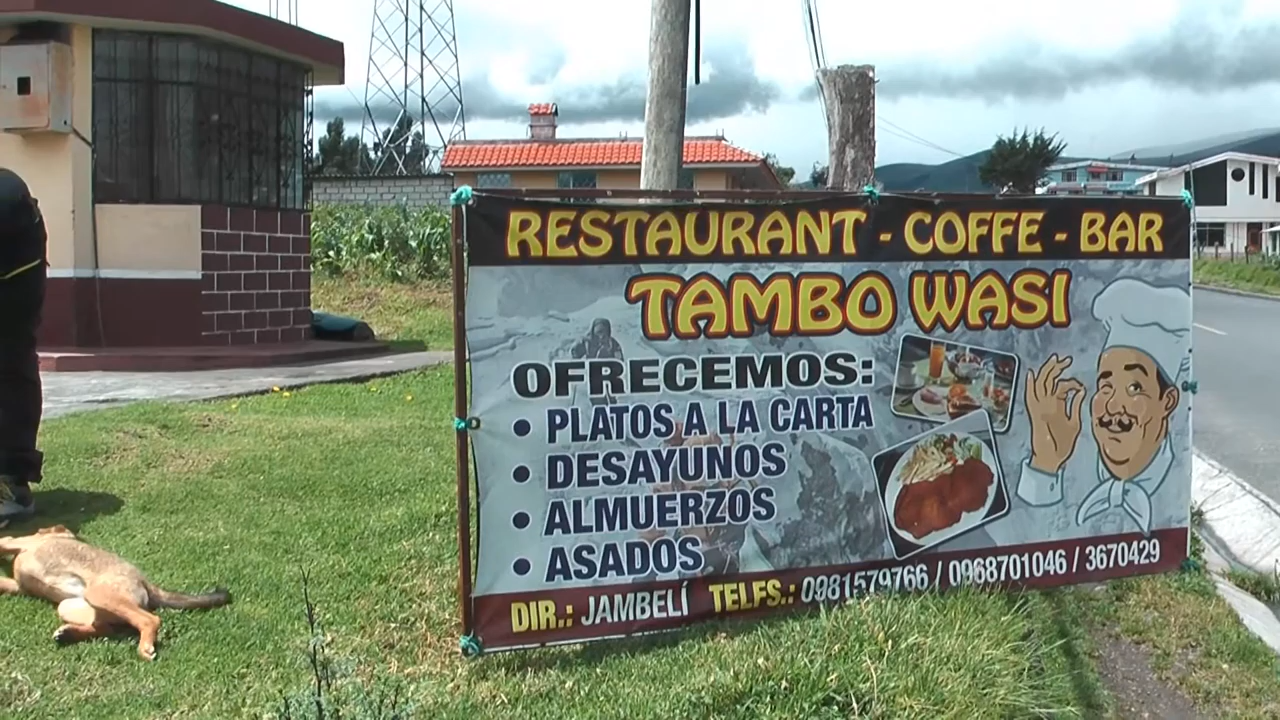 RESTAURANT - COFFE - BAR
TAMBO WASI
OFRECEMOS:
• PLATOS A LA CARTA
• DESAYUNOS
• ALMUERZOS
• ASADOS
DIR.: JAMBELÍ TELFS.: 0981579766 / 0968701046 / 3670429